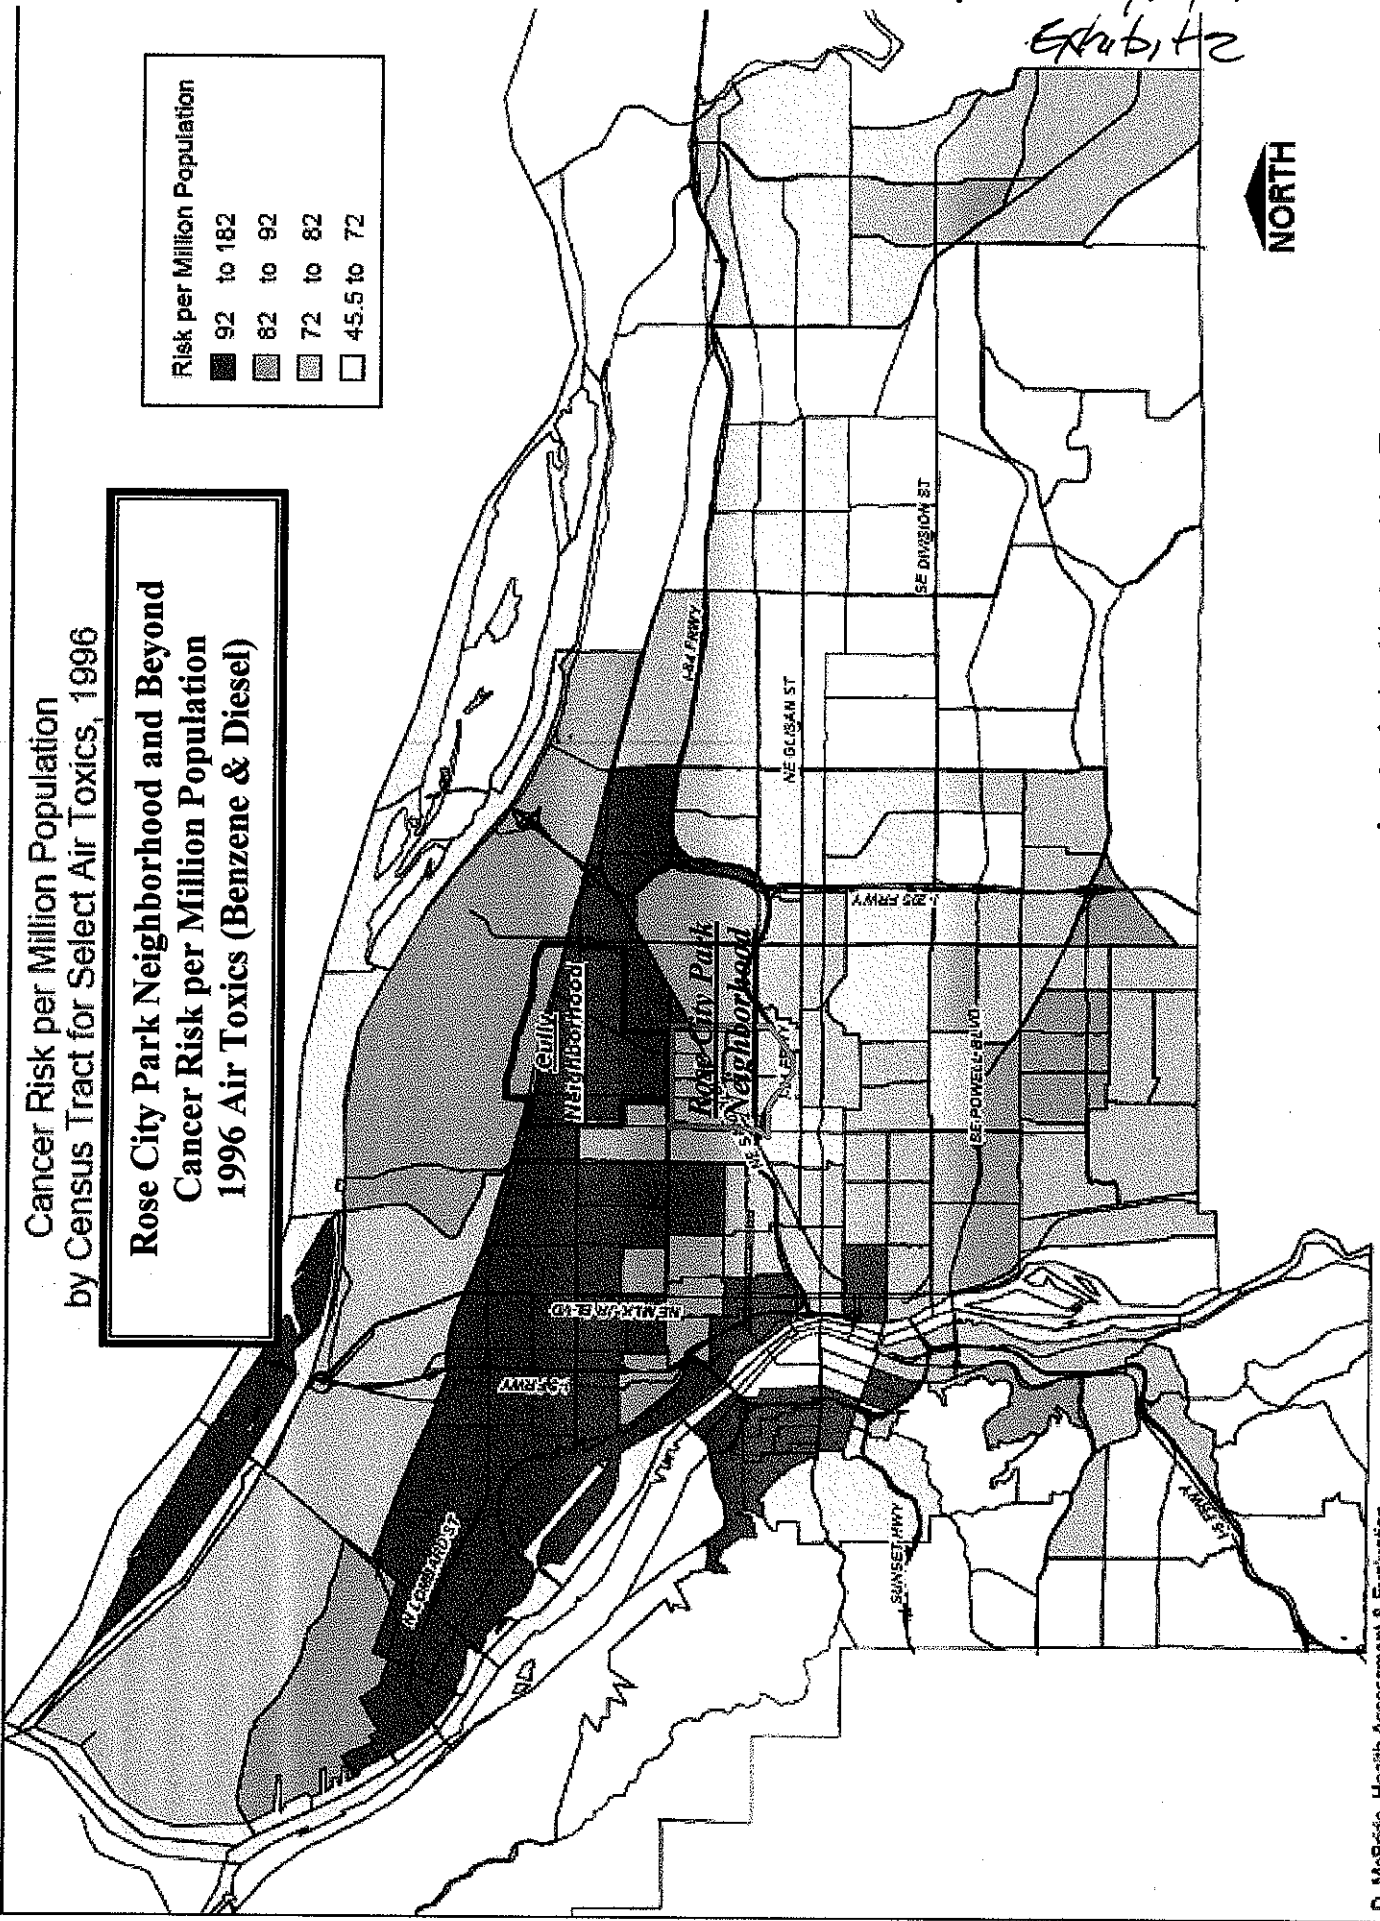 Exhibit 2
Cancer Risk per Million Population
by Census Tract for Select Air Toxics, 1996
Rose City Park Neighborhood and Beyond
Cancer Risk per Million Population
1996 Air Toxics (Benzene & Diesel)
Risk per Million Population
92 to 182
82 to 92
72 to 82
45.5 to 72
N LOMBARD ST
I-5 FRWY
NE MLK JR BLVD
Cully
Neighborhood
I-84 FRWY
Rose City Park
Neighborhood
NE GLISAN ST
I-205 FRWY
SE DIVISION ST
SE POWELL BLVD
SUNSET HWY
I-5 FRWY
NORTH
D. McBride, Health Assessment & Evaluation